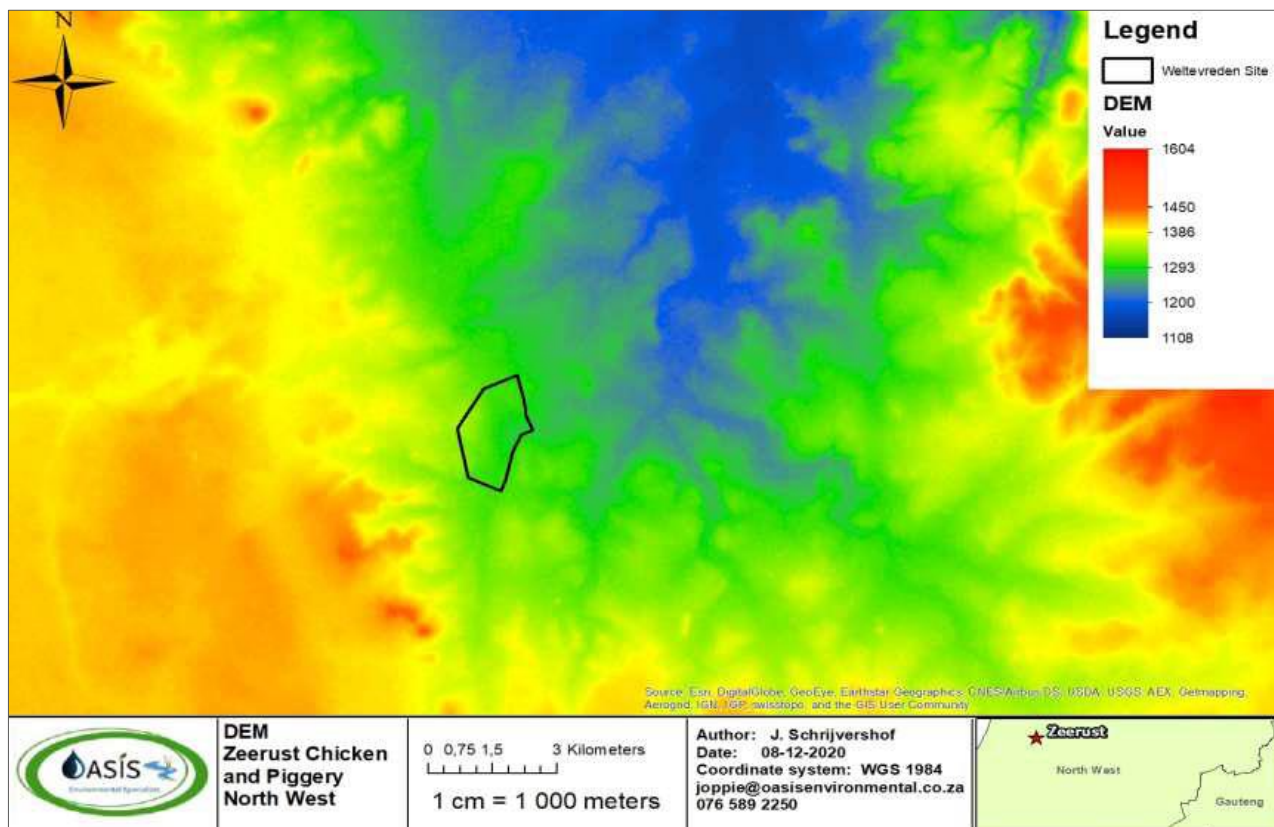 N
Legend
Weltevreden Site
DEM
Value
1604
1450
1386
1293
1200
1108
Source: Esri, DigitalGlobe, GeoEye, Earthstar Geographics, CNES/Airbus DS, USDA, USGS, AEX, Getmapping,
Aerogrid, IGN, IGP, swisstopo, and the GIS User Community
OASIS
Environmental Specialists
DEM
Zeerust Chicken
and Piggery
North West
0 0,75 1,5 3 Kilometers
1 cm = 1 000 meters
Author: J. Schrijvershof
Date: 08-12-2020
Coordinate system: WGS 1984
joppie@oasisenvironmental.co.za
076 589 2250
Zeerust
North West
Gauteng